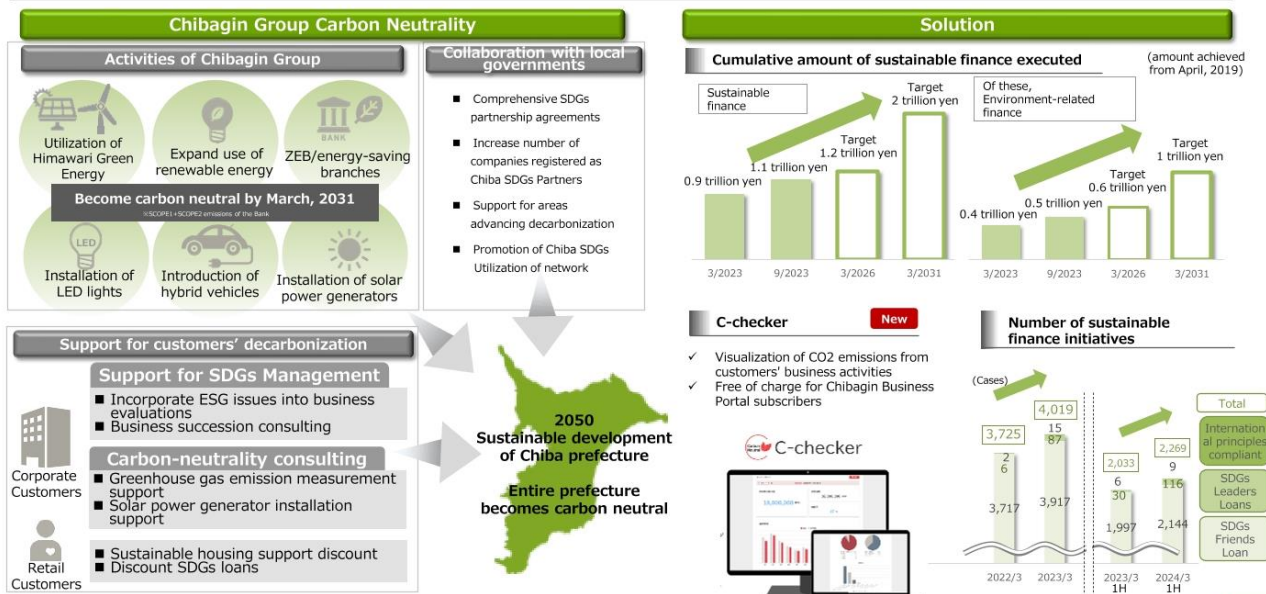 Chibagin Group Carbon Neutrality
Activities of Chibagin Group
Utilization of
Himawari Green
Energy
Expand use of
renewable energy
BANK
ZEB/energy-saving
branches
Become carbon neutral by March, 2031
※SCOPE1+SCOPE2 emissions of the Bank
LED
Installation of
LED lights
Introduction of
hybrid vehicles
Installation of solar
power generators
Collaboration with local
governments
■ Comprehensive SDGs
partnership agreements
■ Increase number of
companies registered as
Chiba SDGs Partners
■ Support for areas
advancing decarbonization
■ Promotion of Chiba SDGs
Utilization of network
Support for customers' decarbonization
Corporate
Customers
Support for SDGs Management
■ Incorporate ESG issues into business
evaluations
■ Business succession consulting
Carbon-neutrality consulting
■ Greenhouse gas emission measurement
support
■ Solar power generator installation
support
Retail
Customers
■ Sustainable housing support discount
■ Discount SDGs loans
2050
Sustainable development
of Chiba prefecture
Entire prefecture
becomes carbon neutral
Solution
Cumulative amount of sustainable finance executed
(amount achieved
from April, 2019)
Sustainable
finance
0.9 trillion yen
1.1 trillion yen
Target
1.2 trillion yen
Target
2 trillion yen
3/2023
9/2023
3/2026
3/2031
Of these,
Environment-related
finance
0.4 trillion yen
0.5 trillion yen
Target
0.6 trillion yen
Target
1 trillion yen
3/2023
9/2023
3/2026
3/2031
C-checker
New
✓ Visualization of CO2 emissions from
customers' business activities
✓ Free of charge for Chibagin Business
Portal subscribers
C-checker
Number of sustainable
finance initiatives
(Cases)
3,725
2
6
3,717
2022/3
4,019
15
87
3,917
2023/3
2,033
6
30
1,997
2023/3
1H
2,269
9
116
2,144
2024/3
1H
Total
Internation
al principles
compliant
SDGs
Leaders
Loans
SDGs
Friends
Loan